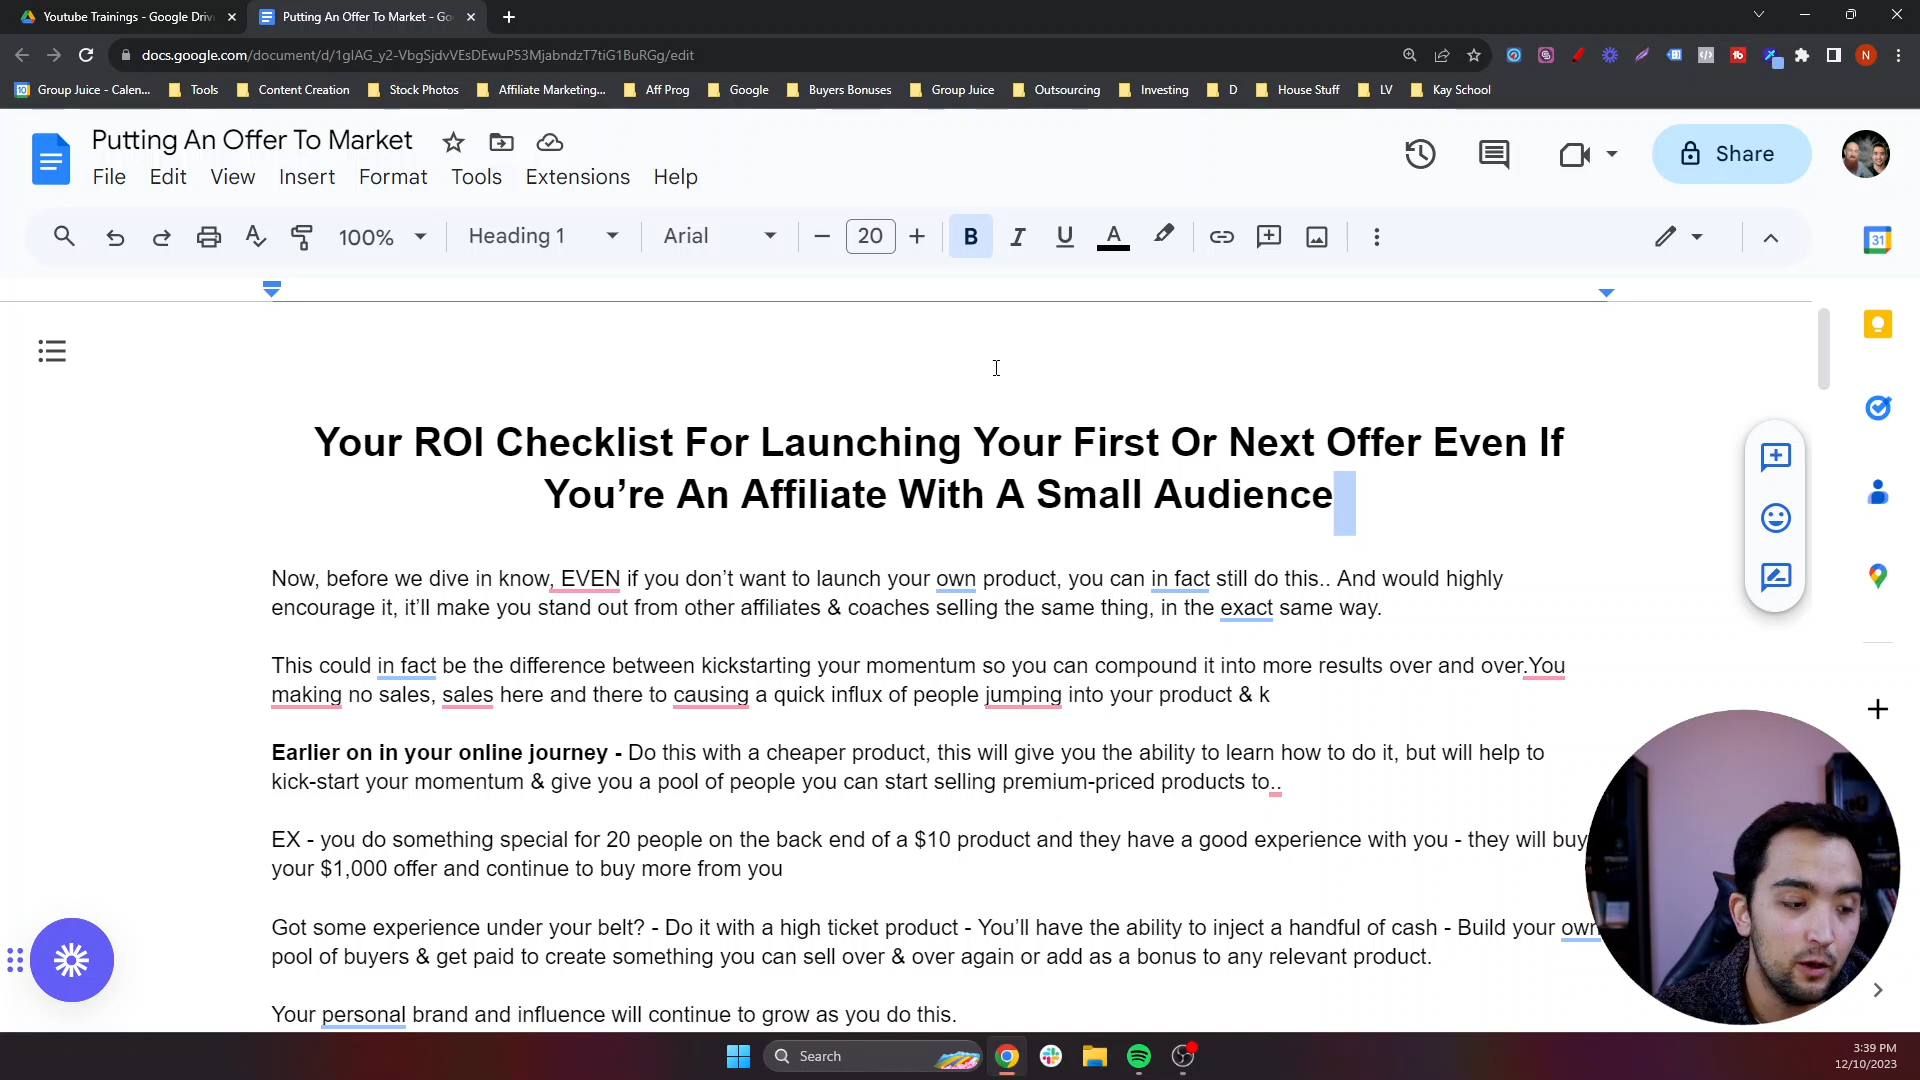 Youtube Trainings - Google Driv
Putting An Offer To Market - Go
docs.google.com/document/d/1glAG_y2-VbgSjdvVEsDEwuP53MjabndzT7tiG1BuRGg/edit
N
Group Juice - Calen...
Tools
Content Creation
Stock Photos
Affiliate Marketing...
Aff Prog
Google
Buyers Bonuses
Group Juice
Outsourcing
Investing
D
House Stuff
LV
Kay School
Putting An Offer To Market
Share
File Edit View Insert Format Tools Extensions Help
100% Heading 1 Arial 20 B I U A
31
Your ROI Checklist For Launching Your First Or Next Offer Even If
You’re An Affiliate With A Small Audience
Now, before we dive in know, EVEN if you don’t want to launch your own product, you can in fact still do this.. And would highly
encourage it, it’ll make you stand out from other affiliates & coaches selling the same thing, in the exact same way.
This could in fact be the difference between kickstarting your momentum so you can compound it into more results over and over.You
making no sales, sales here and there to causing a quick influx of people jumping into your product & k
Earlier on in your online journey - Do this with a cheaper product, this will give you the ability to learn how to do it, but will help to
kick-start your momentum & give you a pool of people you can start selling premium-priced products to..
EX - you do something special for 20 people on the back end of a $10 product and they have a good experience with you - they will buy
your $1,000 offer and continue to buy more from you
Got some experience under your belt? - Do it with a high ticket product - You’ll have the ability to inject a handful of cash - Build your own
pool of buyers & get paid to create something you can sell over & over again or add as a bonus to any relevant product.
Your personal brand and influence will continue to grow as you do this.
Search
3:39 PM
12/10/2023